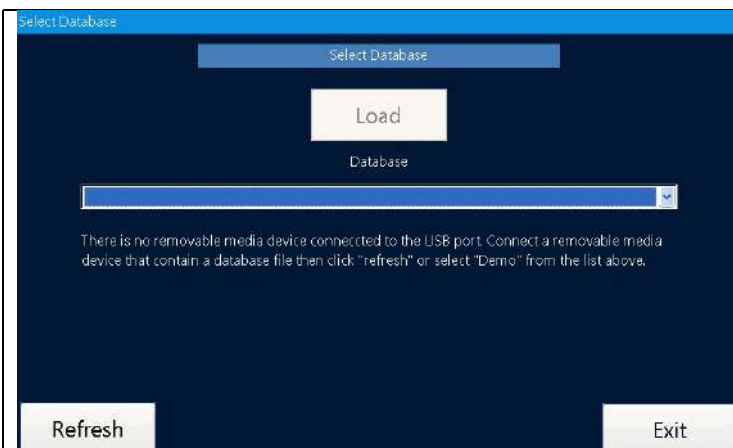 Select Database
Select Database
Load
Database
There is no removable media device conneccted to the USB port. Connect a removable media
device that contain a database file then click "refresh" or select "Demo" from the list above.
Refresh
Exit